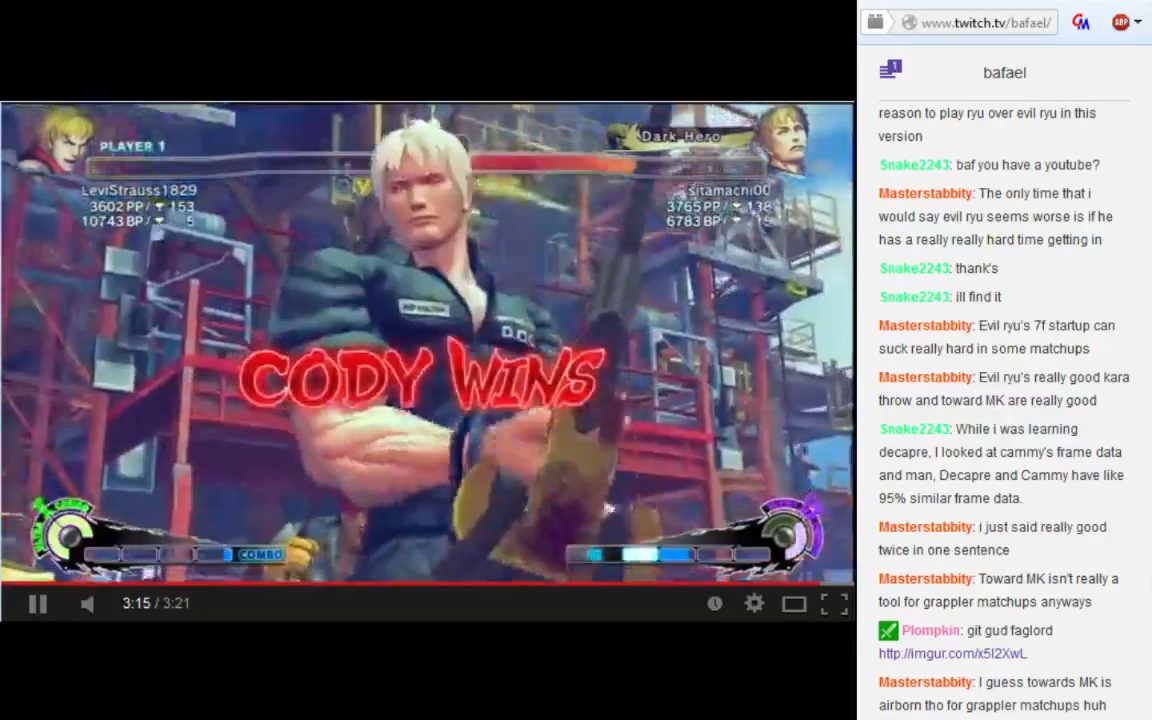 www.twitch.tv/bafael/
bafael
PLAYER 1
Dark Hero
LeviStrauss1829
3602 PP / 153
10743 BP / 5
sitamachi00
3765 PP / 138
6783 BP /
CODY WINS
COMBO
3:15 / 3:21
reason to play ryu over evil ryu in this
version
Snake2243: baf you have a youtube?
Masterstabbity: The only time that i
would say evil ryu seems worse is if he
has a really really hard time getting in
Snake2243: thank's
Snake2243: ill find it
Masterstabbity: Evil ryu's 7f startup can
suck really hard in some matchups
Masterstabbity: Evil ryu's really good kara
throw and toward MK are really good
Snake2243: While i was learning
decapre, I looked at cammy's frame data
and man, Decapre and Cammy have like
95% similar frame data.
Masterstabbity: i just said really good
twice in one sentence
Masterstabbity: Toward MK isn't really a
tool for grappler matchups anyways
Plompkin: git gud faglord
http://imgur.com/x5I2XwL
Masterstabbity: I guess towards MK is
airborn tho for grappler matchups huh